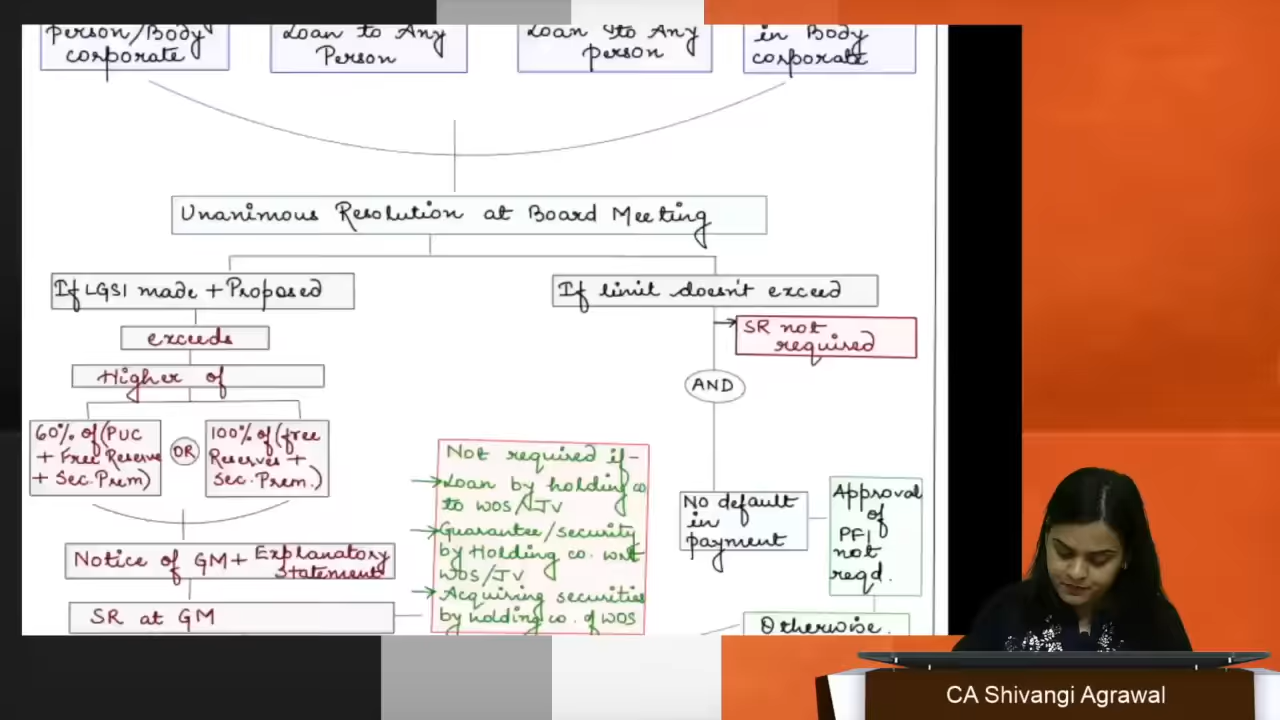 person/Body
corporate
Loan to Any
Person
Loan to Any
person
in Body
corporate
Unanimous Resolution at Board Meeting
If LGSI made + Proposed
exceeds
Higher of
60% of (PUC
+ Free Reserve
+ Sec. Prem)
OR
100% of (free
Reserves +
Sec. Prem.)
Notice of GM + Explanatory
Statement
SR at GM
Not required if -
Loan by holding co
to WOS/JV
Guarantee/security
by Holding co. wrt
WOS/JV
Acquiring securities
by holding co. of WOS
If limit doesn't exceed
SR not
required
AND
No default
in
payment
Approval
of
PFI
not
reqd.
Otherwise.
CA Shivangi Agrawal